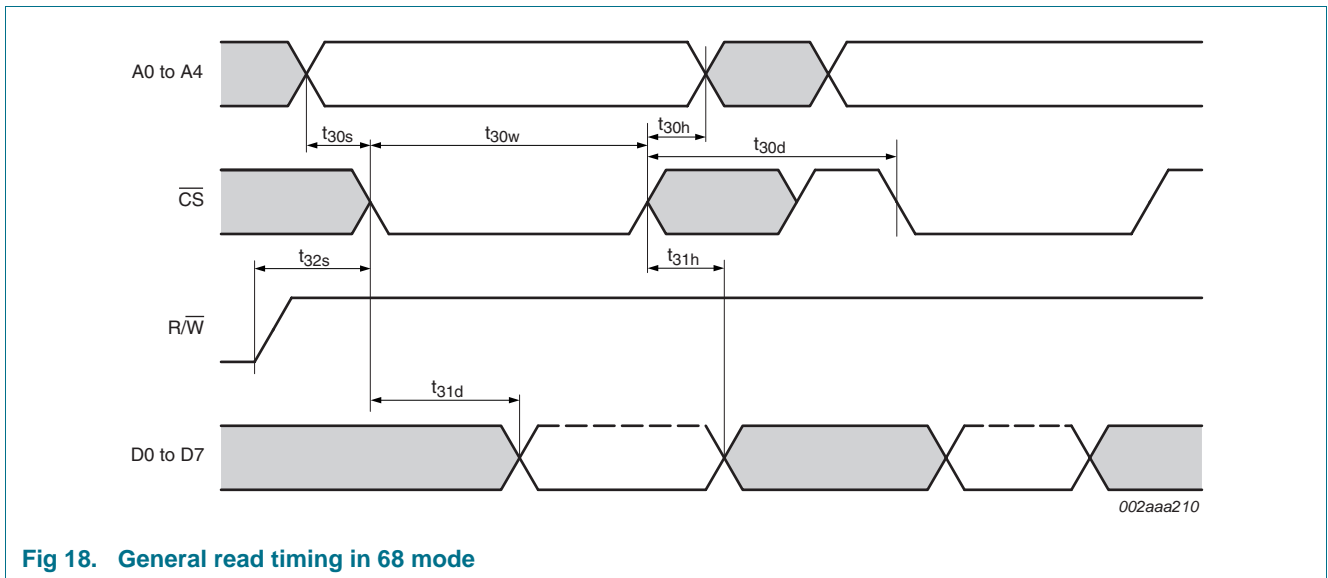 A0 to A4
t30s
t30w
t30h
t30d
CS
t32s
t31h
R/W
t31d
D0 to D7
002aaa210
Fig 18. General read timing in 68 mode